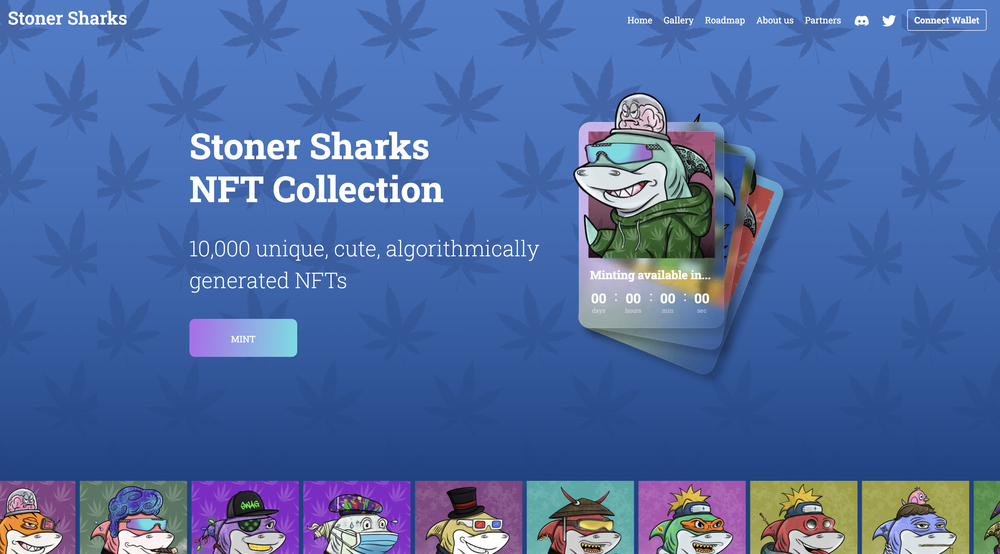 Stoner Sharks
Home Gallery Roadmap About us Partners Connect Wallet
Stoner Sharks
NFT Collection
10,000 unique, cute, algorithmically
generated NFTs
MINT
Minting available in...
00 : 00 : 00 : 00
days hours min sec
SWAG